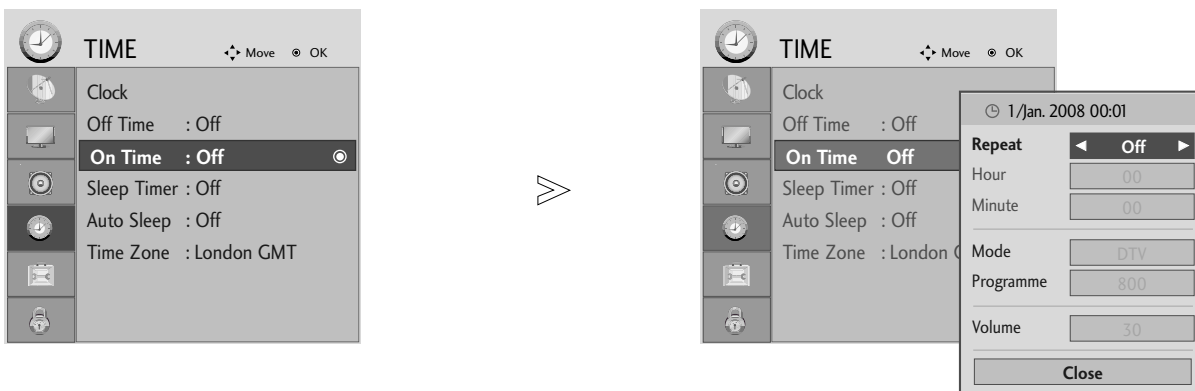 TIME Move OK
Clock
Off Time : Off
On Time : Off
Sleep Timer : Off
Auto Sleep : Off
Time Zone : London GMT
TIME Move OK
Clock
Off Time : Off
On Time Off
Sleep Timer : Off
Auto Sleep : Off
Time Zone : London
1/Jan. 2008 00:01
Repeat ◄ Off ►
Hour 00
Minute 00
Mode DTV
Programme 800
Volume 30
Close